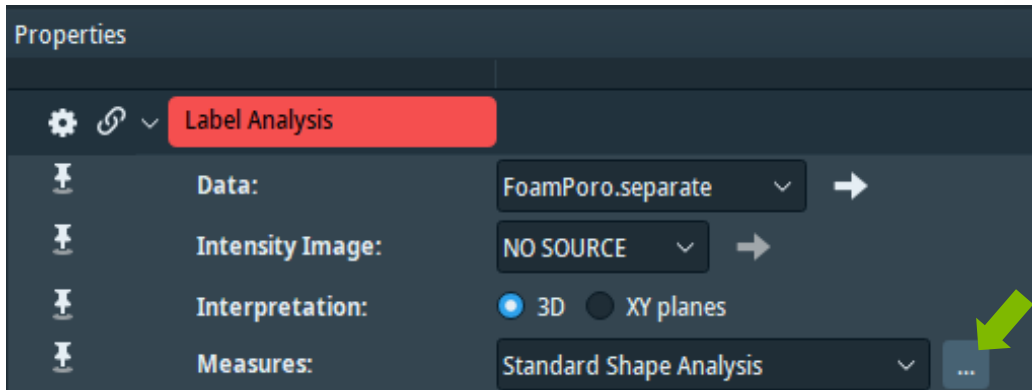 Properties
Label Analysis
Data: FoamPoro.separate
Intensity Image: NO SOURCE
Interpretation: 3D XY planes
Measures: Standard Shape Analysis ...